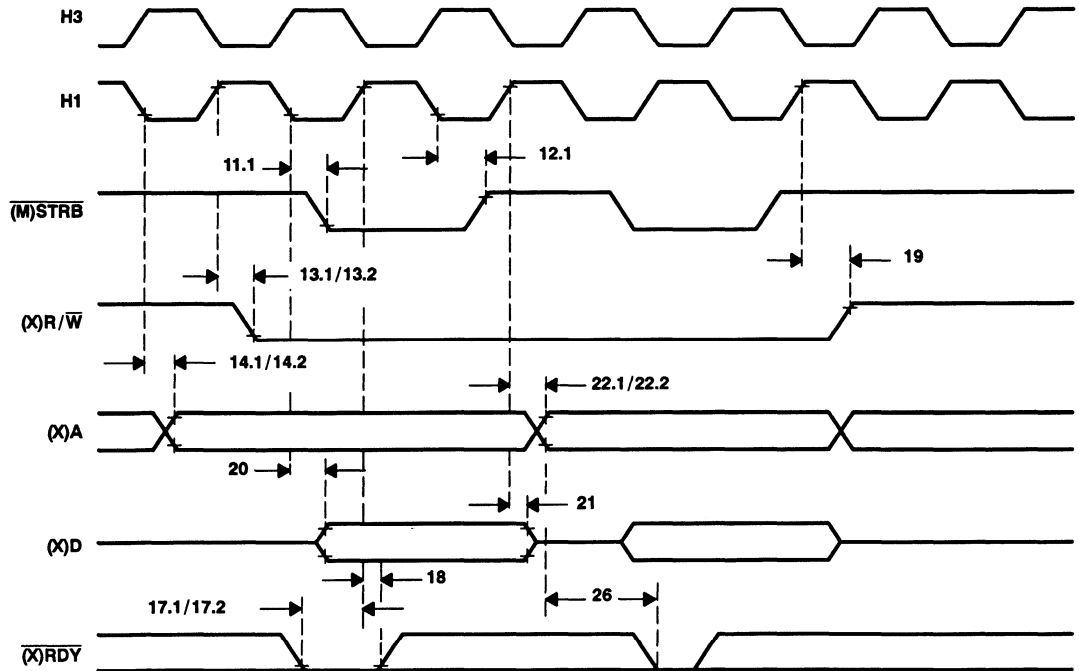 H3
H1
11.1
12.1
(M)STRB
13.1/13.2
19
(X)R/W
14.1/14.2
22.1/22.2
(X)A
20
21
(X)D
18
26
17.1/17.2
(X)RDY